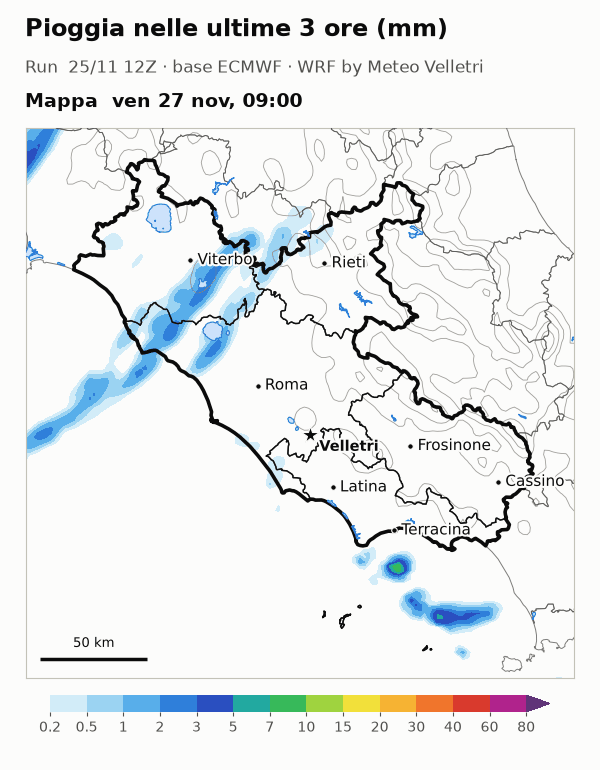 Pioggia nelle ultime 3 ore (mm)
Run 25/11 12Z · base ECMWF · WRF by Meteo Velletri
Mappa ven 27 nov, 09:00
Viterbo
Rieti
Roma
Velletri
Frosinone
Cassino
Latina
Terracina
50 km
0.2 0.5 1 2 3 5 7 10 15 20 30 40 60 80